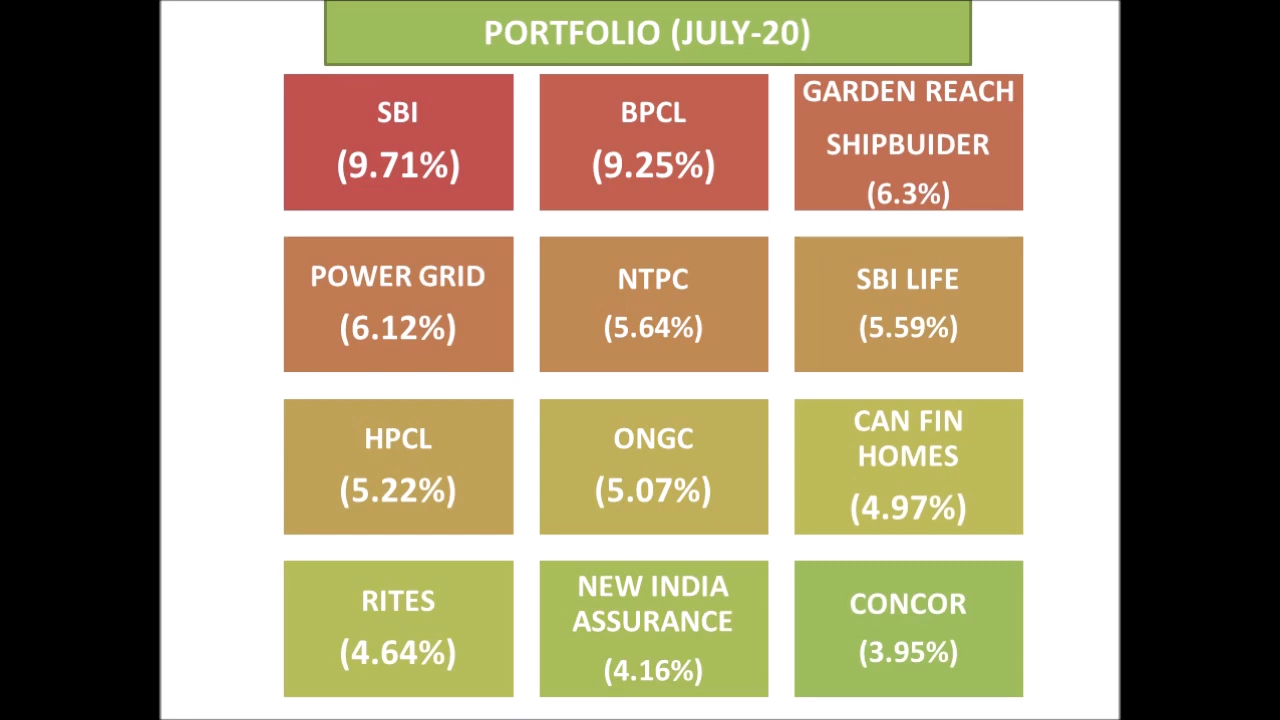 PORTFOLIO (JULY-20)
SBI
(9.71%)
BPCL
(9.25%)
GARDEN REACH
SHIPBUIDER
(6.3%)
POWER GRID
(6.12%)
NTPC
(5.64%)
SBI LIFE
(5.59%)
HPCL
(5.22%)
ONGC
(5.07%)
CAN FIN
HOMES
(4.97%)
RITES
(4.64%)
NEW INDIA
ASSURANCE
(4.16%)
CONCOR
(3.95%)